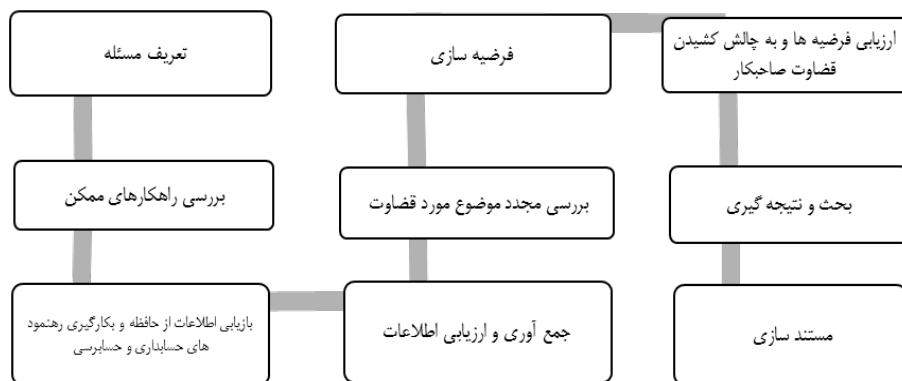 تعریف مسئله
بررسی راهکارهای ممکن
بازیابی اطلاعات از حافظه و بکارگیری رهنمود
های حسابداری و حسابرسی
جمع آوری و ارزیابی اطلاعات
بررسی مجدد موضوع مورد قضاوت
فرضیه سازی
ارزیابی فرضیه ها و به چالش کشیدن
قضاوت صاحبکار
بحث و نتیجه گیری
مستند سازی